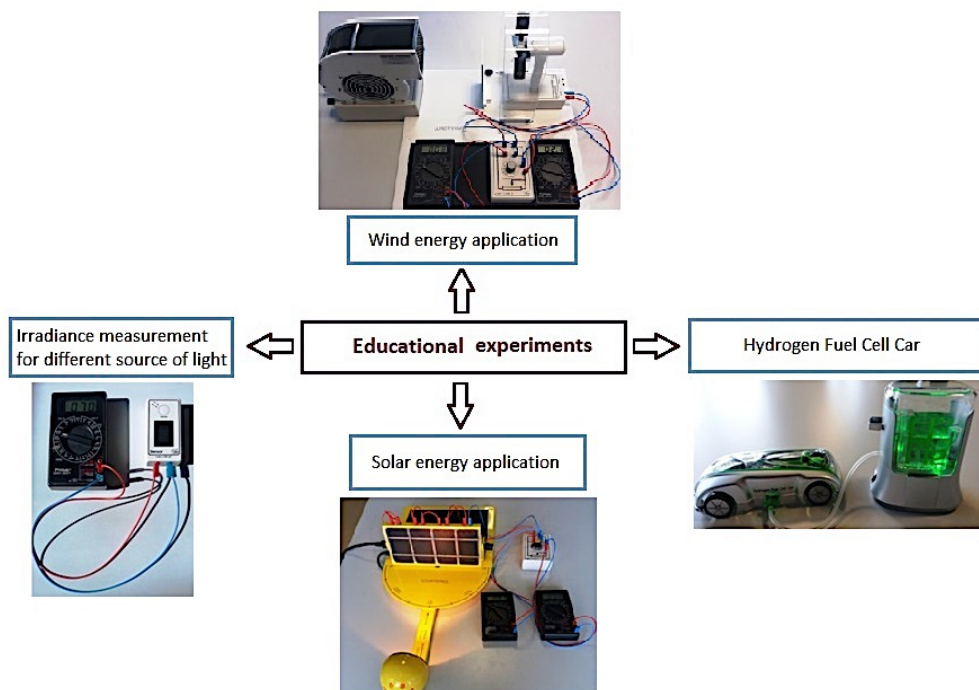 Wind energy application
Irradiance measurement
for different source of light
Educational experiments
Hydrogen Fuel Cell Car
Solar energy application